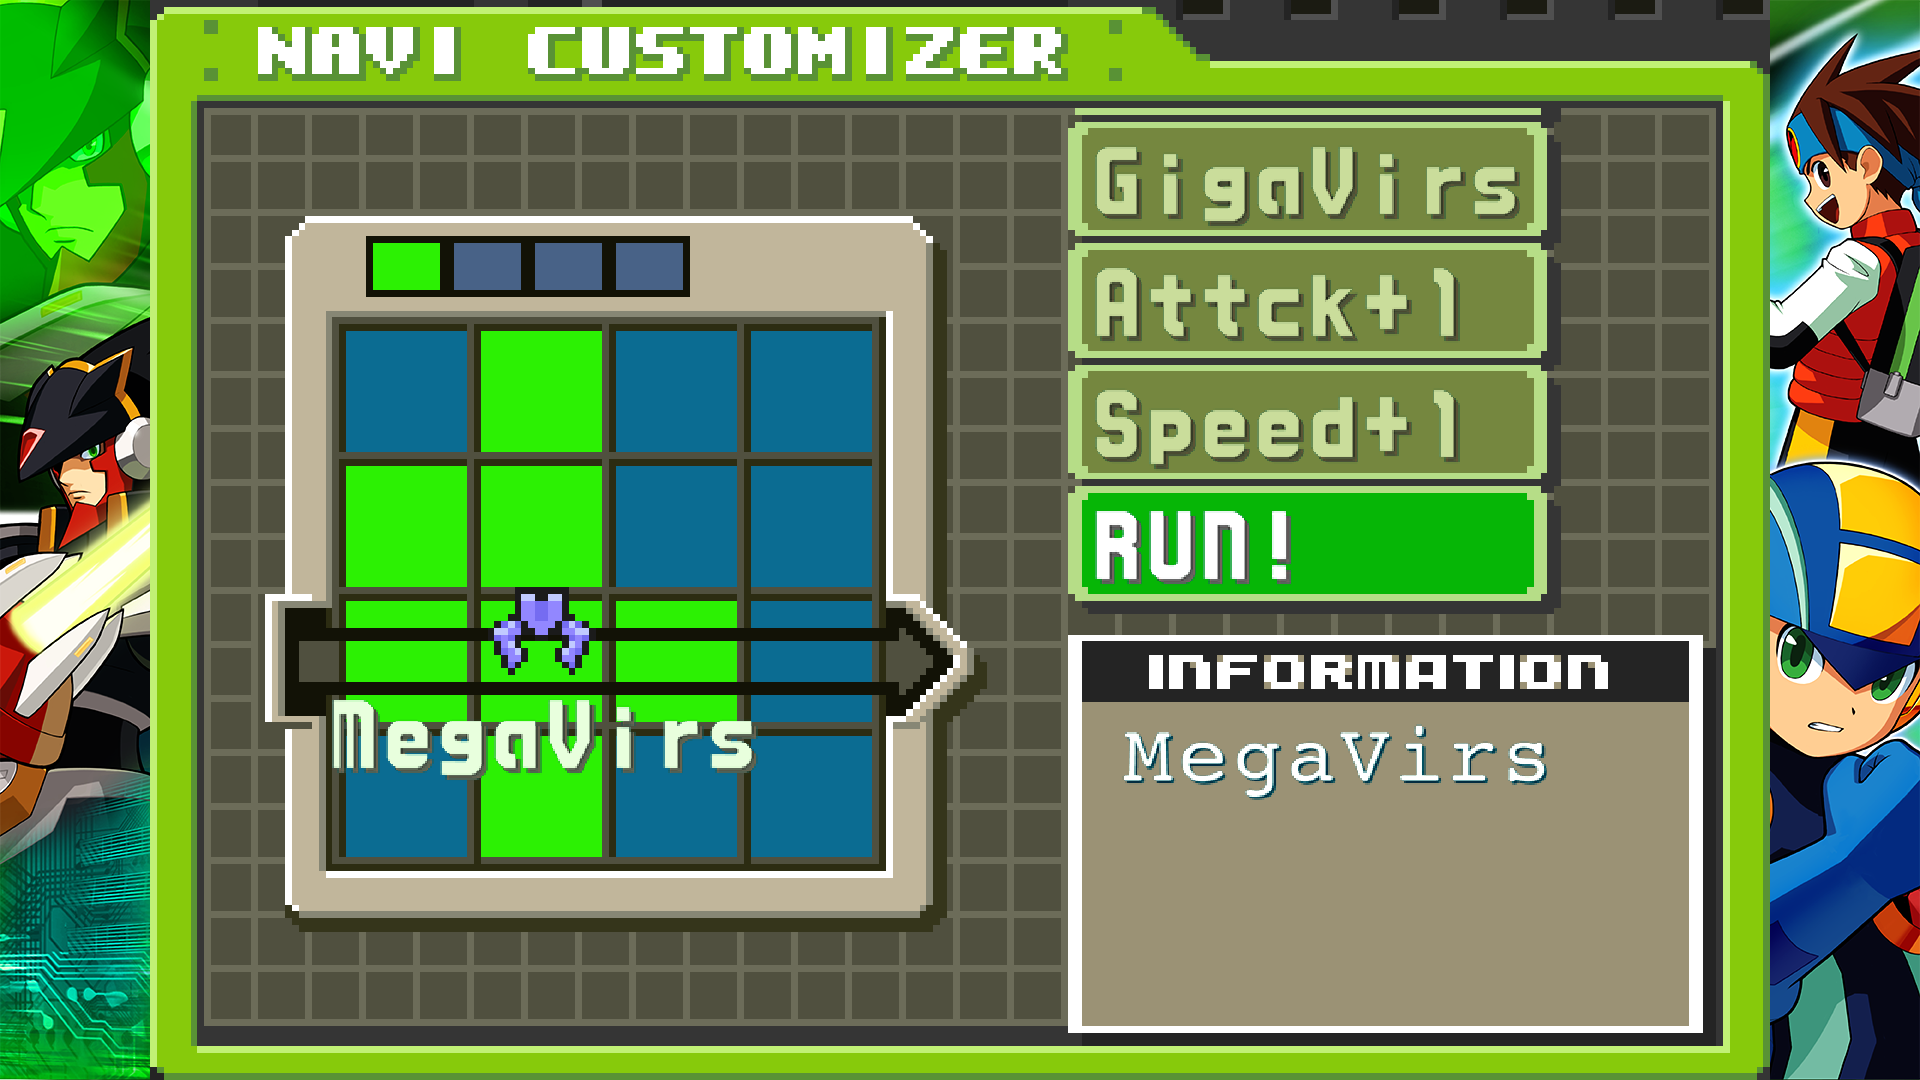 NAVI CUSTOMIZER
GigaVirs
Attck+1
Speed+1
RUN!
MegaVirs
INFORMATION
MegaVirs